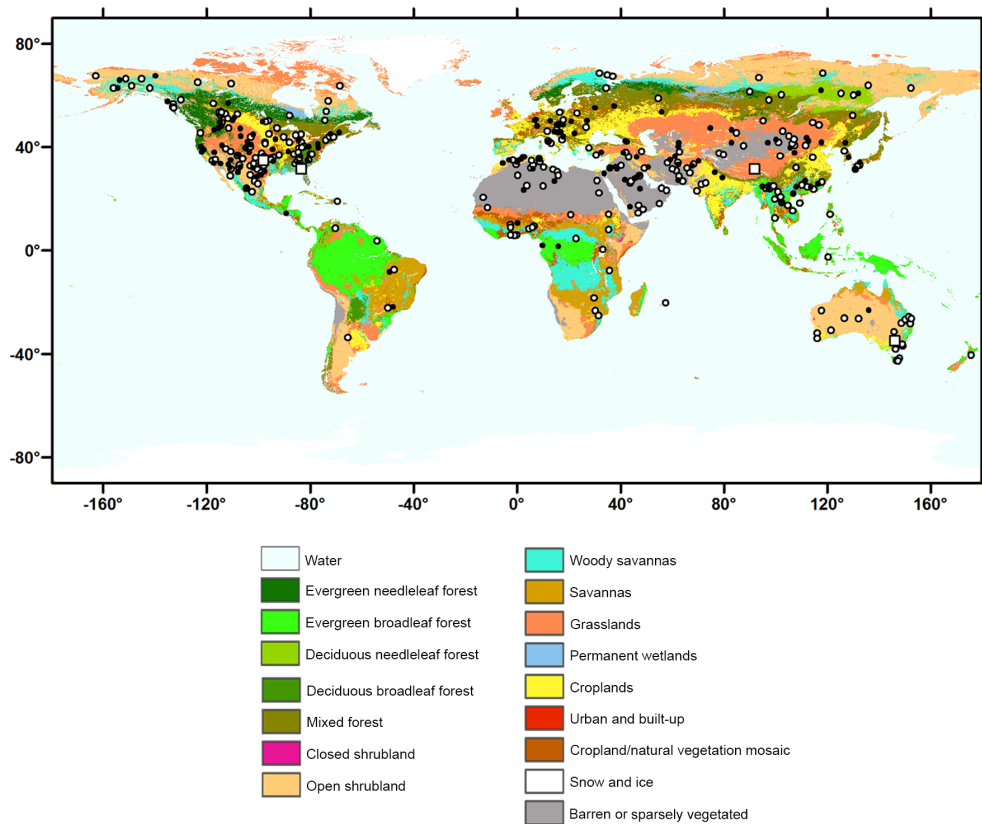 80°
40°
0°
-40°
-80°
-160° -120° -80° -40° 0° 40° 80° 120° 160°
Water
Evergreen needleleaf forest
Evergreen broadleaf forest
Deciduous needleleaf forest
Deciduous broadleaf forest
Mixed forest
Closed shrubland
Open shrubland
Woody savannas
Savannas
Grasslands
Permanent wetlands
Croplands
Urban and built-up
Cropland/natural vegetation mosaic
Snow and ice
Barren or sparsely vegetated